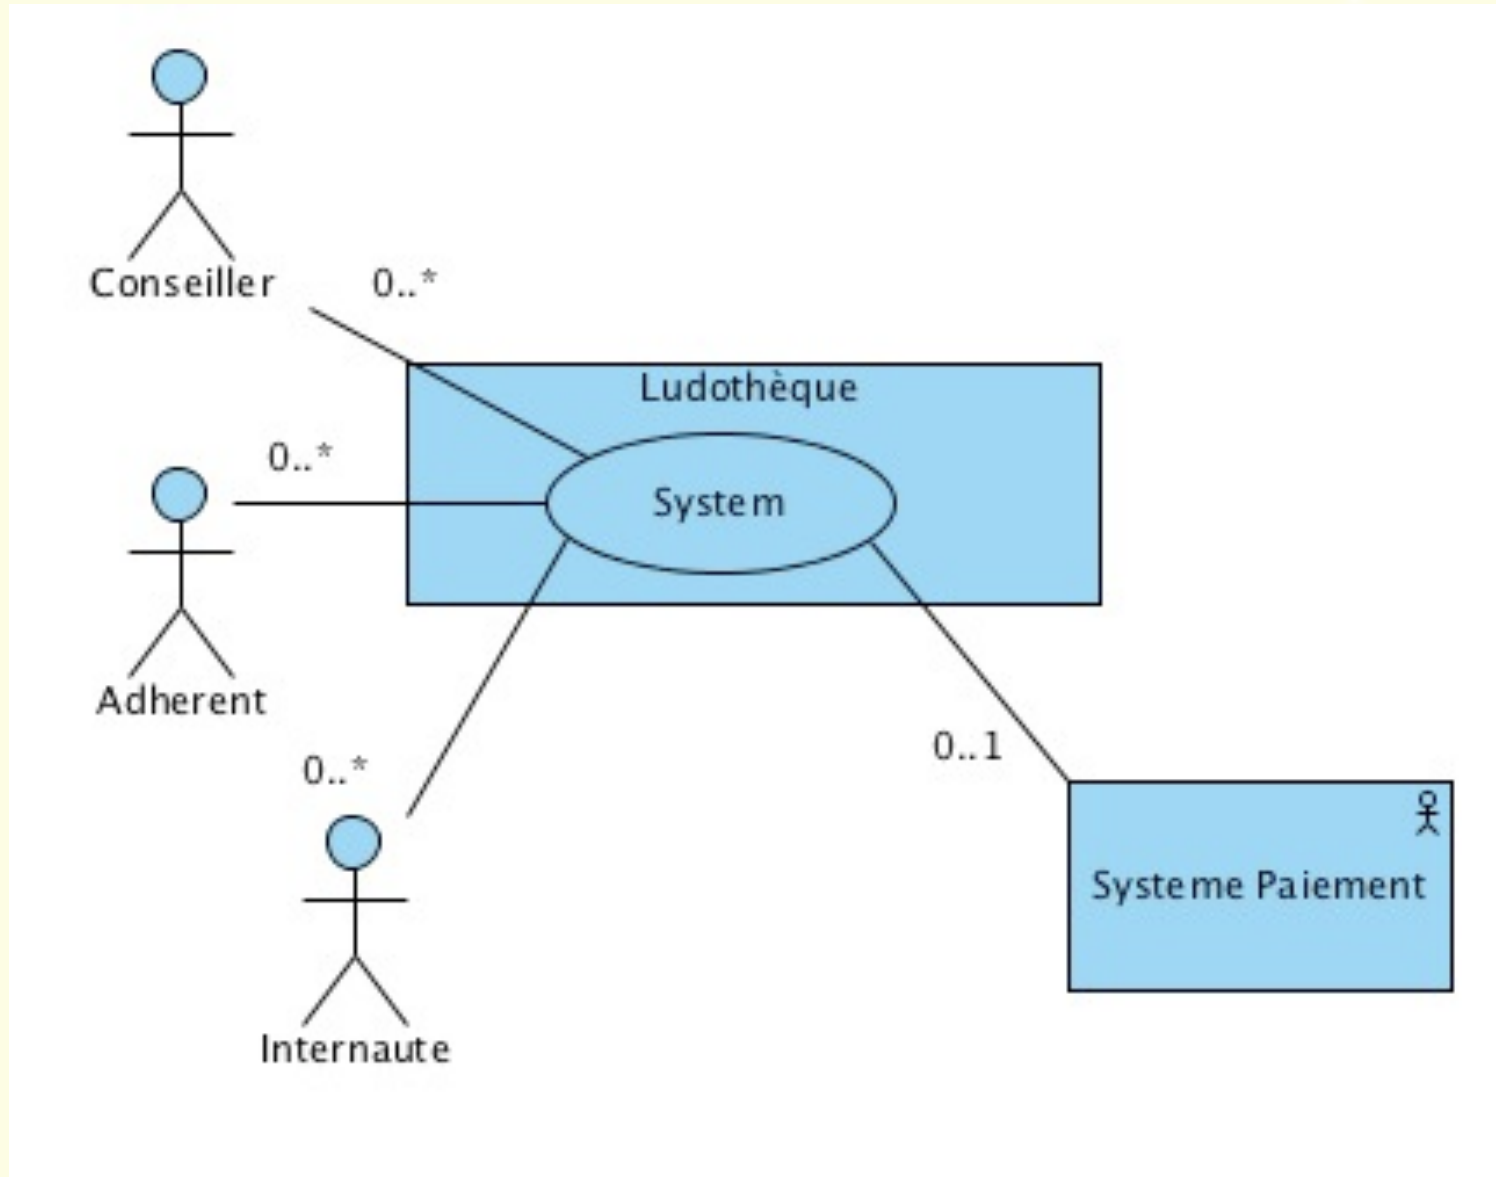 Conseiller
0..*
Ludothèque
0..*
System
Adherent
0..*
0..1
Systeme Paiement
Internaute